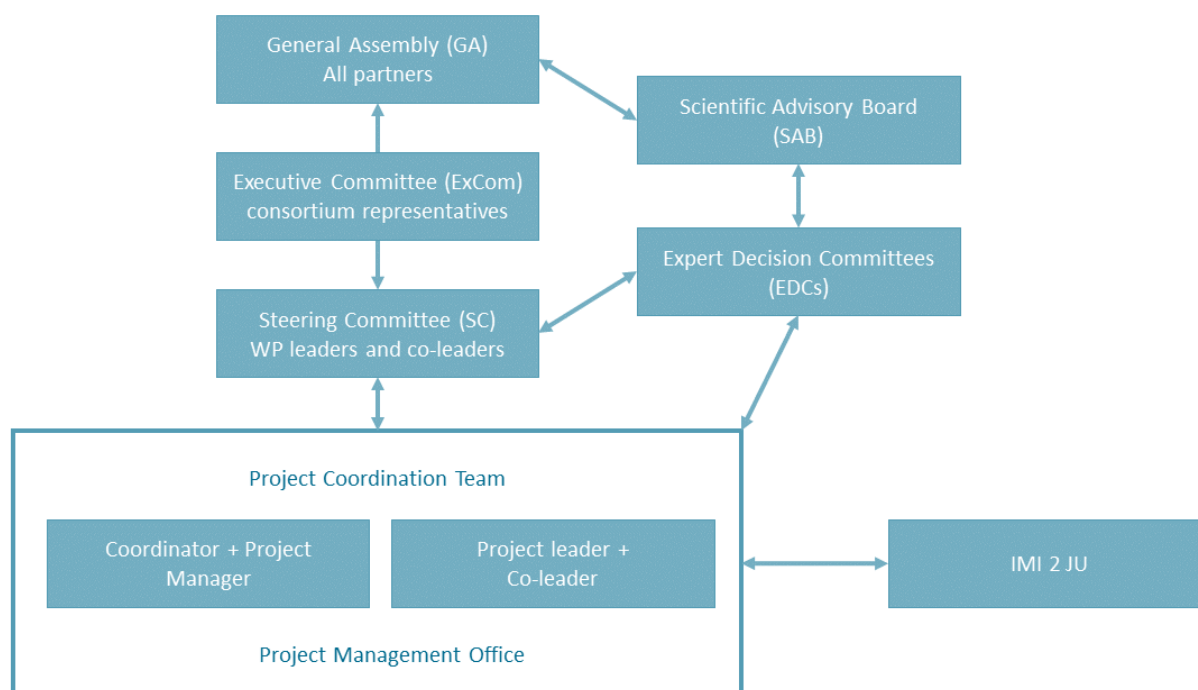 General Assembly (GA)
All partners
Scientific Advisory Board
(SAB)
Executive Committee (ExCom)
consortium representatives
Expert Decision Committees
(EDCs)
Steering Committee (SC)
WP leaders and co-leaders
Project Coordination Team
Coordinator + Project
Manager
Project leader +
Co-leader
IMI 2 JU
Project Management Office